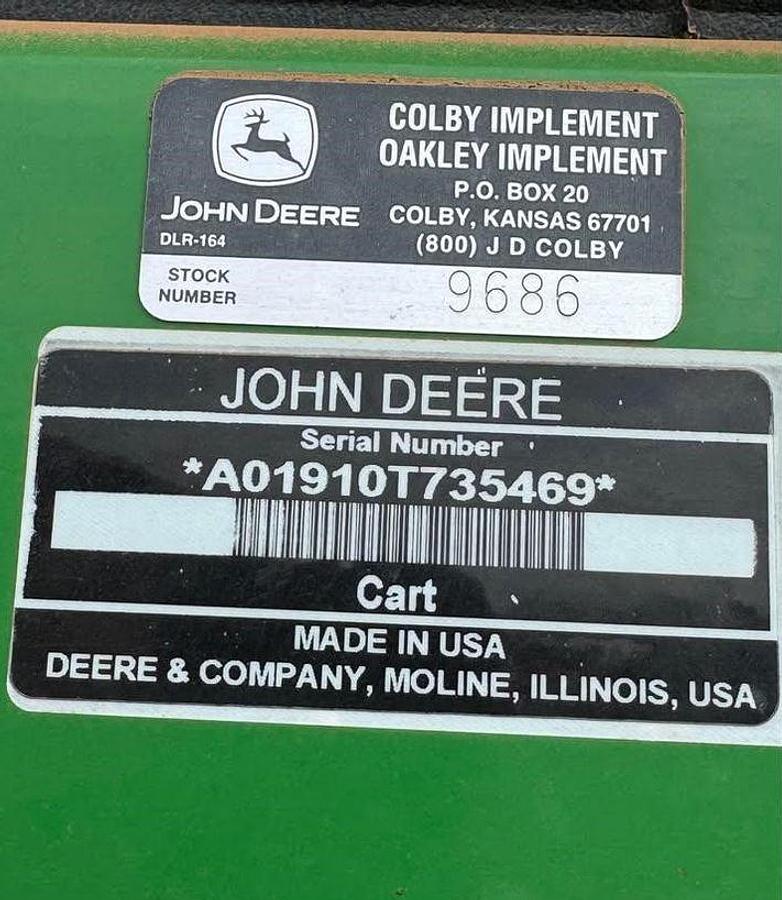 COLBY IMPLEMENT
OAKLEY IMPLEMENT
P.O. BOX 20
COLBY, KANSAS 67701
(800) J D COLBY
JOHN DEERE
DLR-164
STOCK
NUMBER
9686
JOHN DEERE
Serial Number
*A01910T735469*
Cart
MADE IN USA
DEERE & COMPANY, MOLINE, ILLINOIS, USA